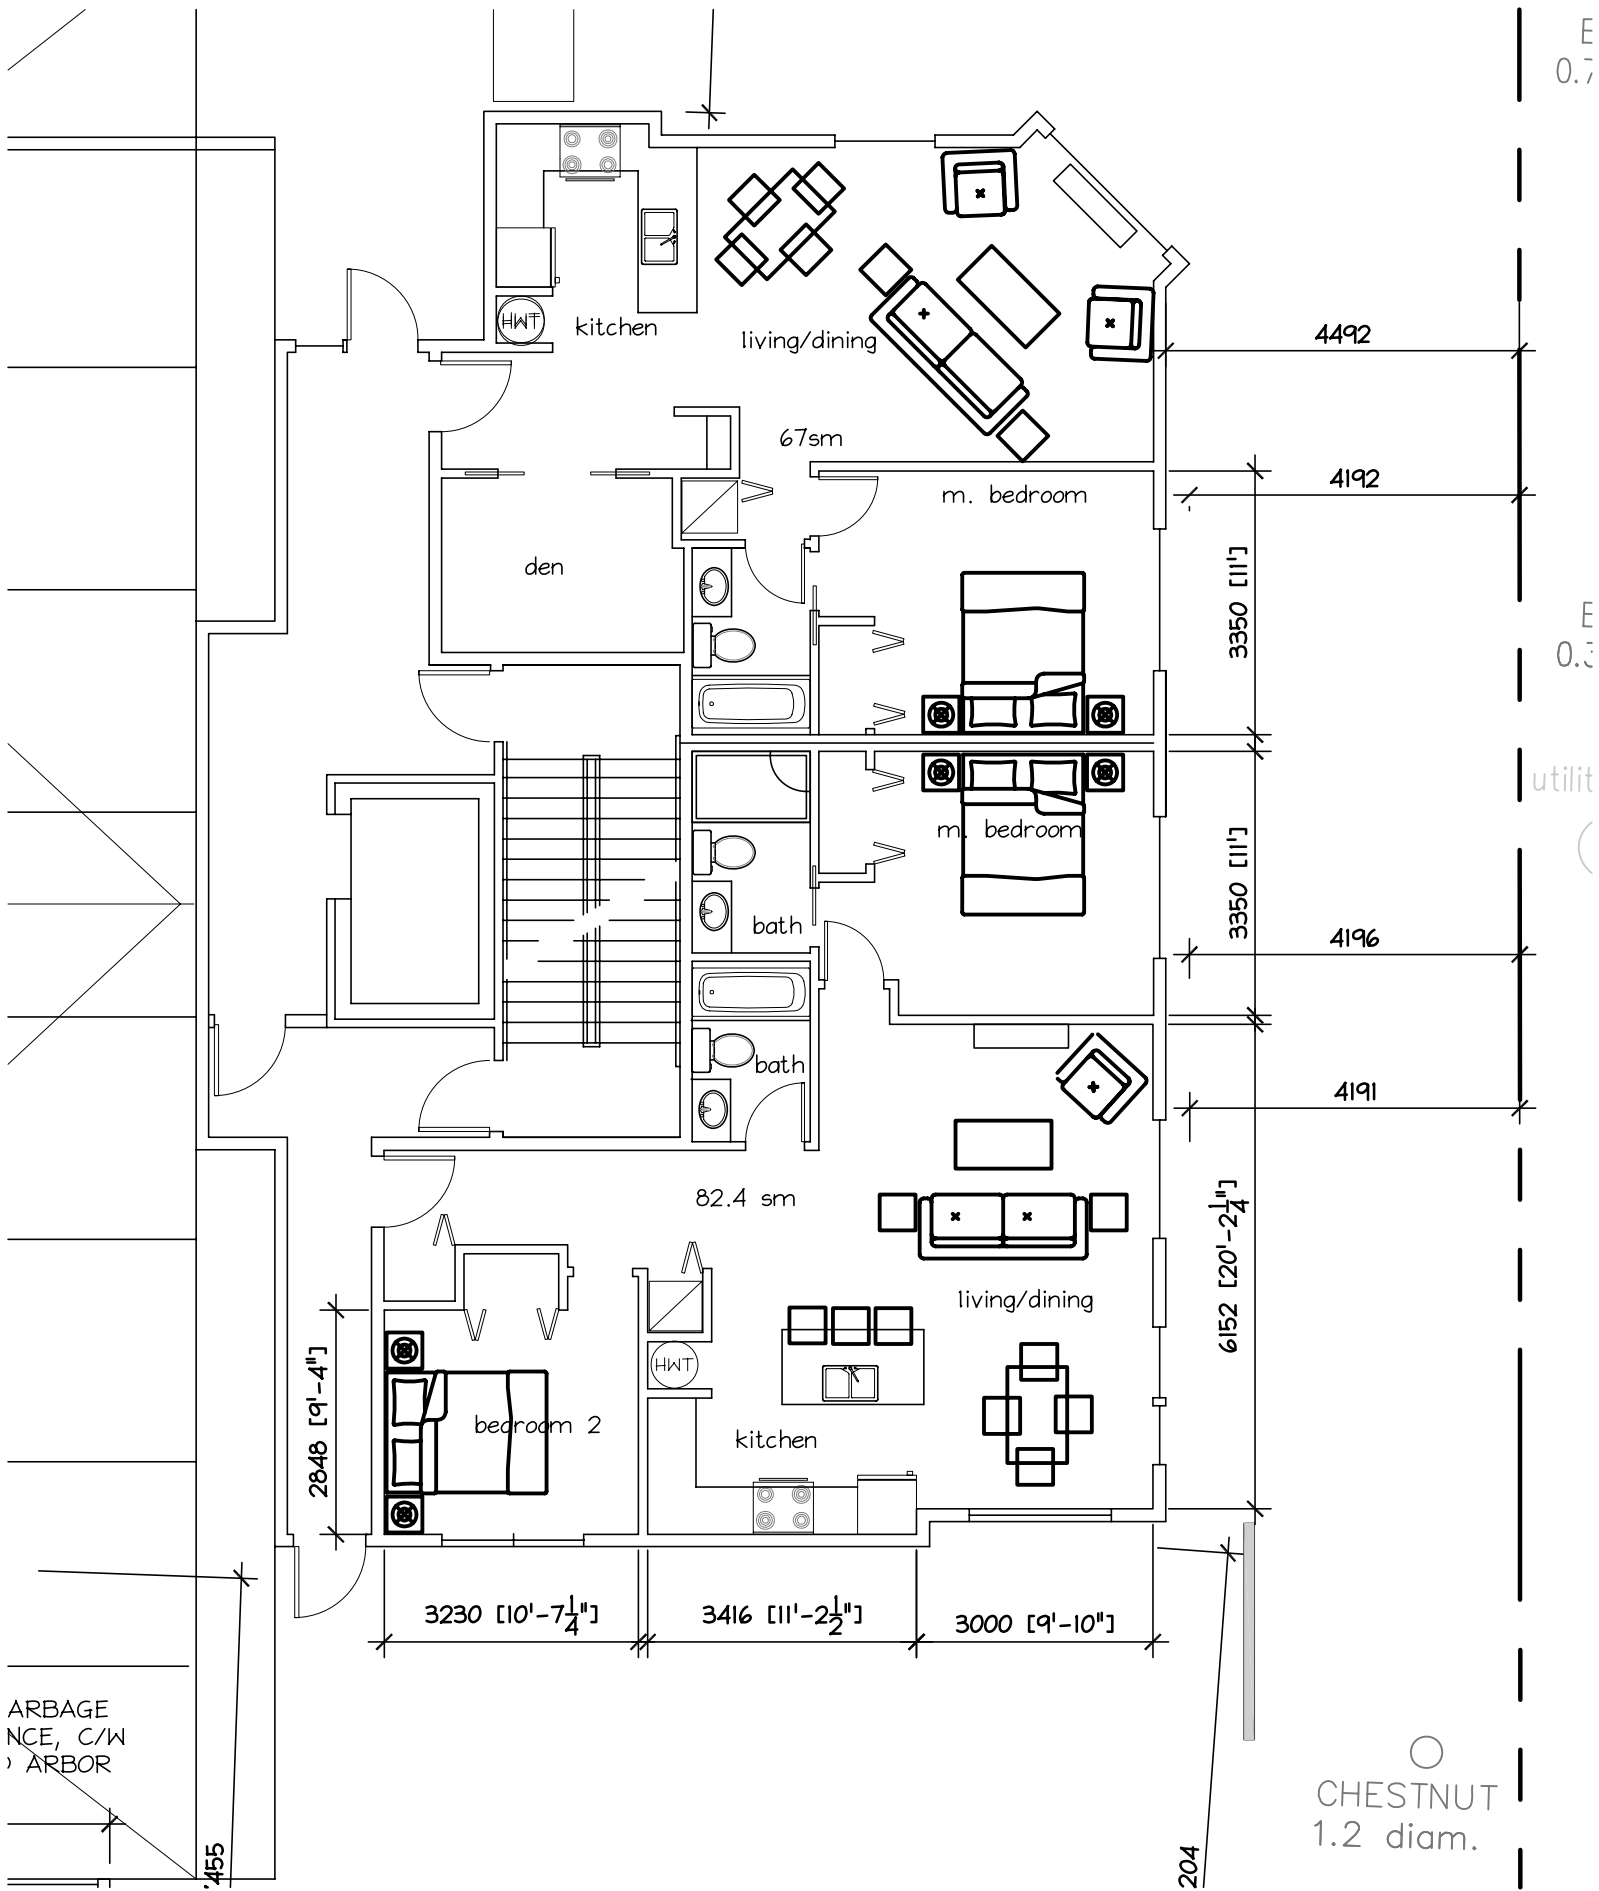 0.7
HWT
kitchen
living/dining
4492
67sm
m. bedroom
4192
den
3350 [11']
0.3
utilit
m. bedroom
3350 [11']
bath
4196
bath
4191
82.4 sm
6152 [20'-2 1/4"]
living/dining
HWT
2848 [9'-4"]
bedroom 2
kitchen
3230 [10'-7 1/4"]
3416 [11'-2 1/2"]
3000 [9'-10"]
ARBAGE
NCE, C/W
ARBOR
CHESTNUT
1.2 diam.
455
204